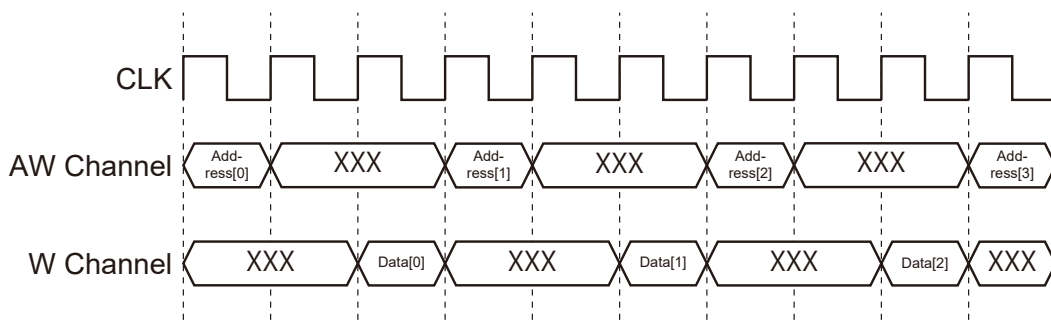 CLK
AW Channel
Add-
ress[0]
XXX
Add-
ress[1]
XXX
Add-
ress[2]
XXX
Add-
ress[3]
W Channel
XXX
Data[0]
XXX
Data[1]
XXX
Data[2]
XXX